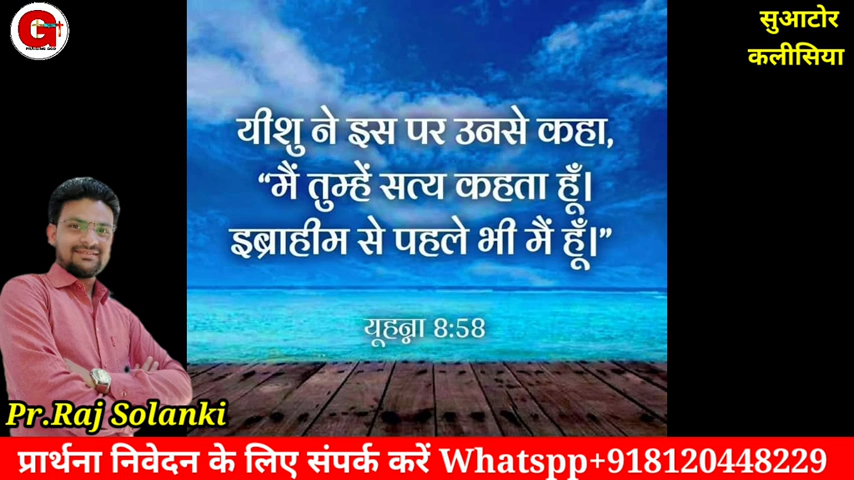 सुआटोर
कलीसिया
यीशु ने इस पर उनसे कहा,
“मैं तुम्हें सत्य कहता हूँ।
इब्राहीम से पहले भी मैं हूँ।”
यूहन्ना 8:58
Pr.Raj Solanki
प्रार्थना निवेदन के लिए संपर्क करें Whatspp+918120448229